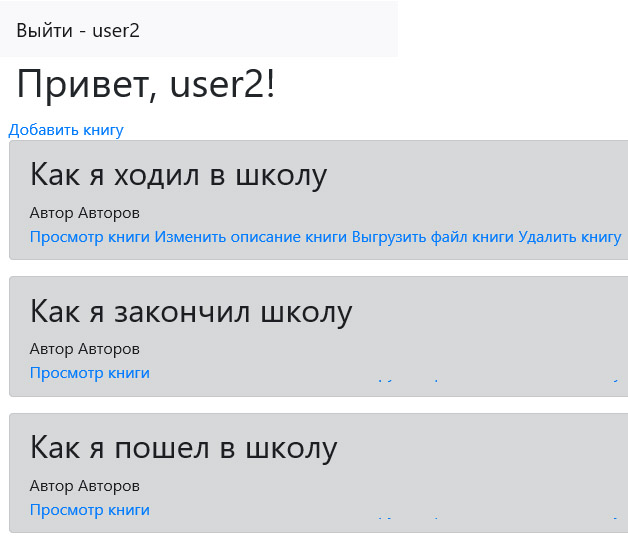 Выйти - user2
Привет, user2!
Добавить книгу
Как я ходил в школу
Автор Авторов
Просмотр книги Изменить описание книги Выгрузить файл книги Удалить книгу
Как я закончил школу
Автор Авторов
Просмотр книги
Как я пошел в школу
Автор Авторов
Просмотр книги